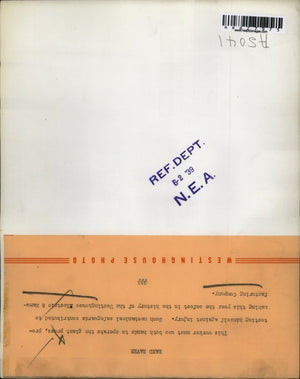 A5041
REF. DEPT.
6-2 '39
N. E. A.
WESTINGHOUSE PHOTO
HAND SAVER
This worker must use both hands to operate the giant press, pro-
tecting himself against injury. Such mechanical safeguards contributed to
making this year the safest in the history of the Westinghouse Electric & Manu-
facturing Company.